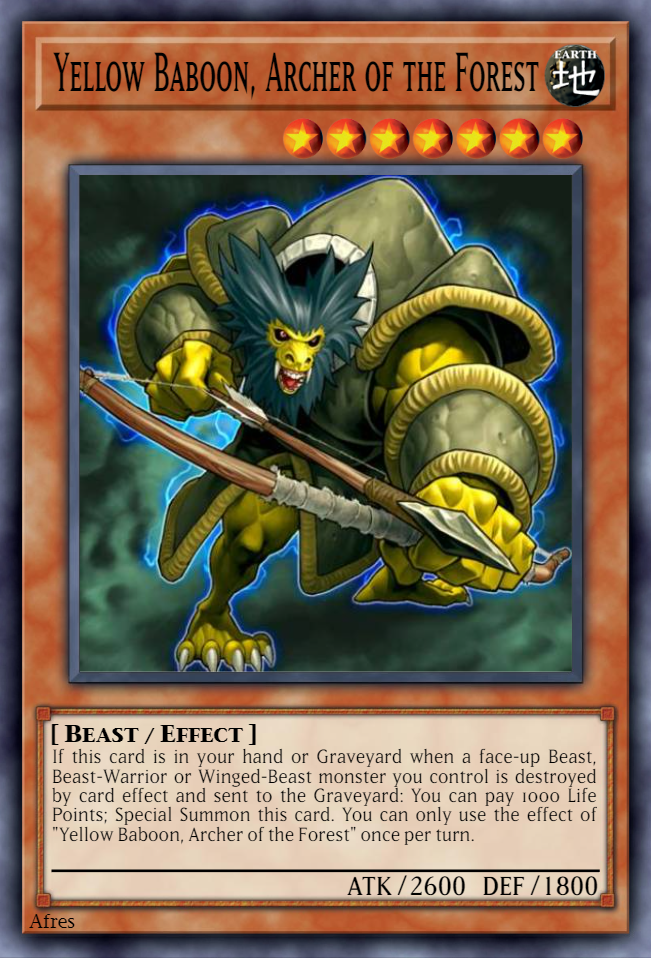 Yellow Baboon, Archer of the Forest
EARTH
地
[ Beast / Effect ]
If this card is in your hand or Graveyard when a face-up Beast,
Beast-Warrior or Winged-Beast monster you control is destroyed
by card effect and sent to the Graveyard: You can pay 1000 Life
Points; Special Summon this card. You can only use the effect of
"Yellow Baboon, Archer of the Forest" once per turn.
ATK / 2600 DEF / 1800
Afres